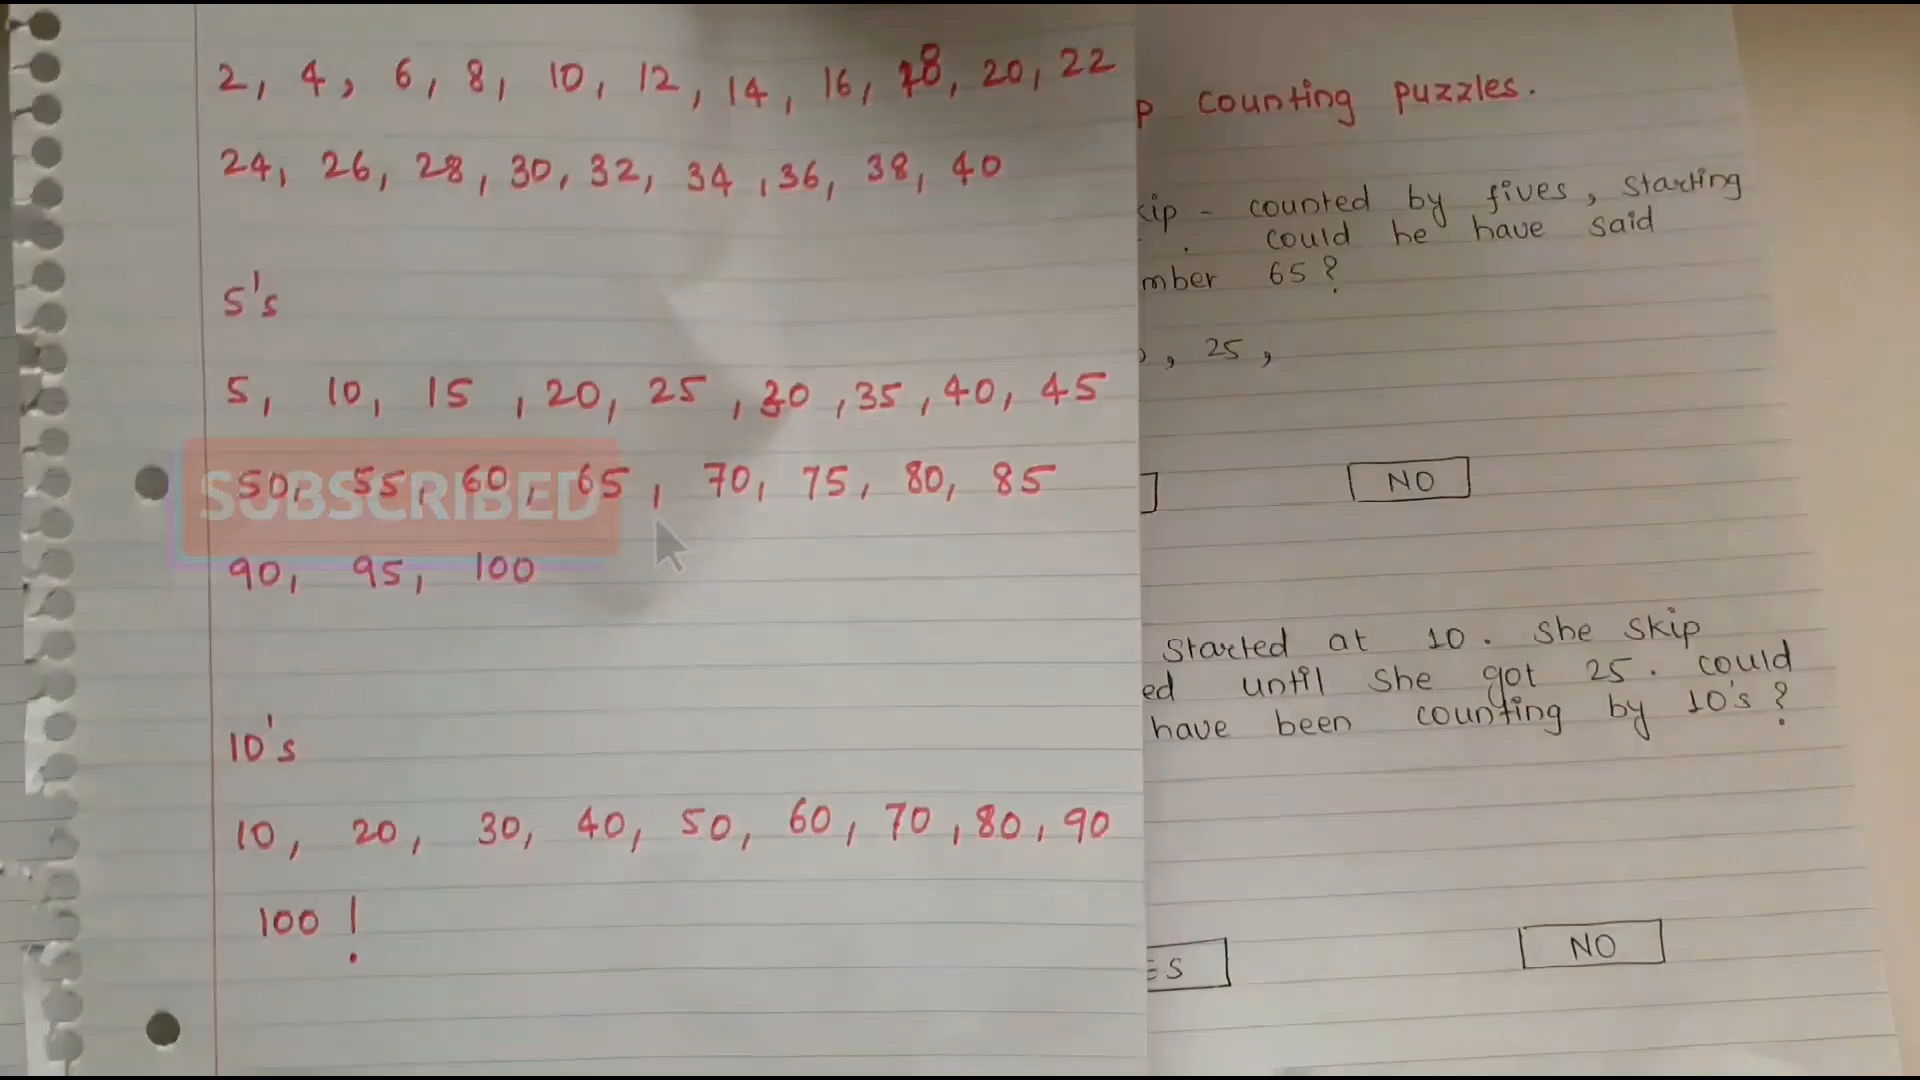 2, 4, 6, 8, 10, 12, 14, 16, 18, 20, 22
24, 26, 28, 30, 32, 34, 36, 38, 40
5's
5, 10, 15, 20, 25, 30, 35, 40, 45
50, 55, 60, 65, 70, 75, 80, 85
SUBSCRIBED
90, 95, 100
10's
10, 20, 30, 40, 50, 60, 70, 80, 90
100!
p counting puzzles.
kip - counted by fives, starting
. could he have said
mber 65?
, 25,
NO
started at 10. She skip
ed until she got 25. could
have been counting by 10's?
ES NO